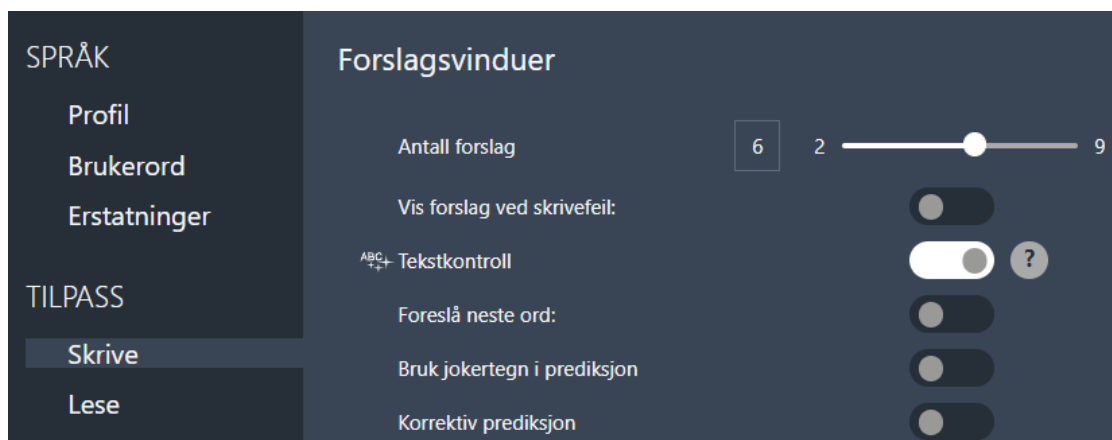 SPRÅK
Profil
Brukerord
Erstatninger
TILPASS
Skrive
Lese
Forslagsvinduer
Antall forslag 6 2 9
Vis forslag ved skrivefeil:
ABC Tekstkontroll ?
Foreslå neste ord:
Bruk jokertegn i prediksjon
Korrektiv prediksjon